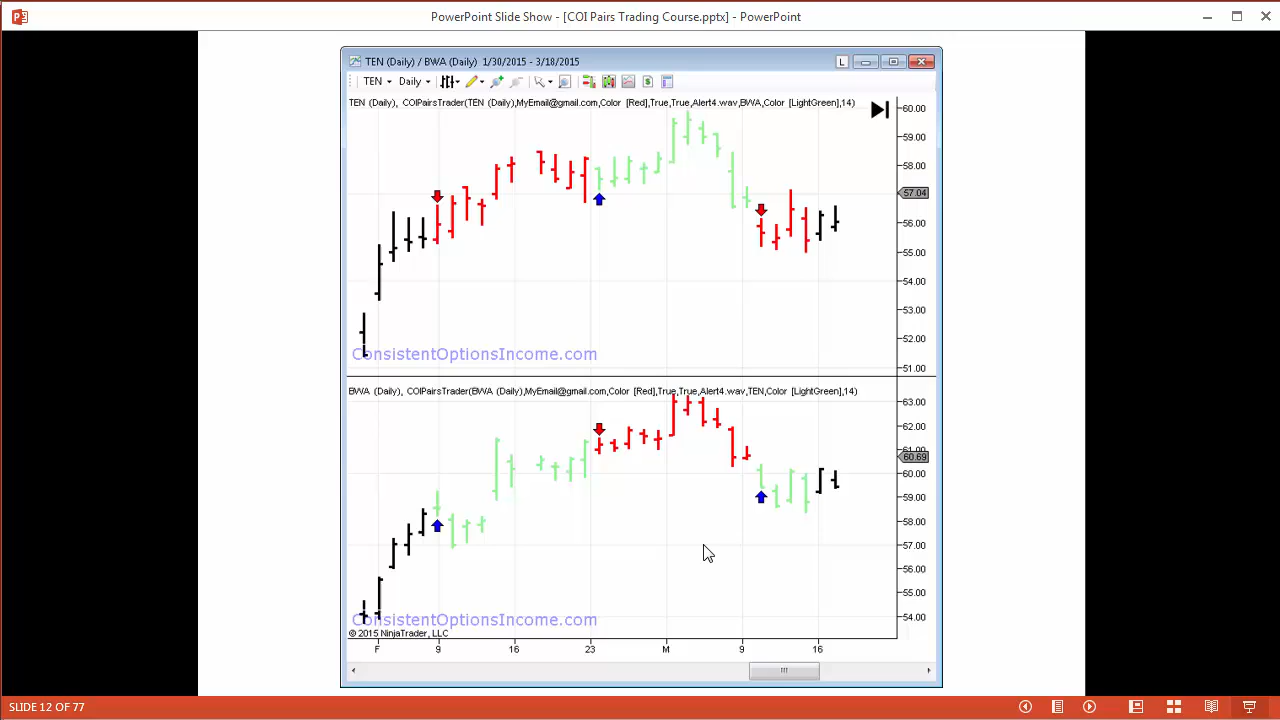 PowerPoint Slide Show - [COI Pairs Trading Course.pptx] - PowerPoint
TEN (Daily) / BWA (Daily) 1/30/2015 - 3/18/2015
L
TEN Daily
TEN (Daily), COIPairsTrader(TEN (Daily),MyEmail@gmail.com,Color [Red],True,True,Alert4.wav,BWA,Color [LightGreen],14)
60.00
59.00
58.00
57.04
56.00
55.00
54.00
53.00
52.00
51.00
ConsistentOptionsIncome.com
BWA (Daily), COIPairsTrader(BWA (Daily),MyEmail@gmail.com,Color [Red],True,True,Alert4.wav,TEN,Color [LightGreen],14)
63.00
62.00
61.00
60.69
60.00
59.00
58.00
57.00
56.00
55.00
54.00
ConsistentOptionsIncome.com
© 2015 NinjaTrader, LLC
F 9 16 23 M 9 16
SLIDE 12 OF 77